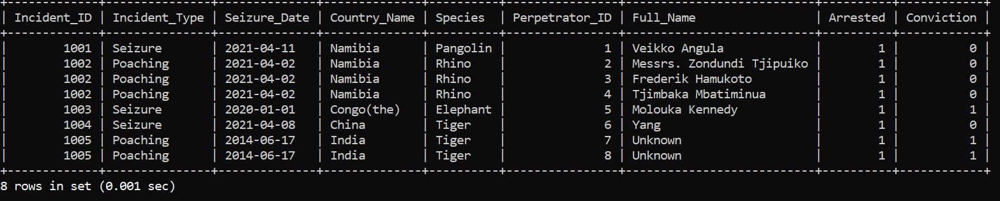 +-------------+---------------+--------------+--------------+----------+----------------+---------------------------+----------+------------+
| Incident_ID | Incident_Type | Seizure_Date | Country_Name | Species  | Perpetrator_ID | Full_Name                 | Arrested | Conviction |
+-------------+---------------+--------------+--------------+----------+----------------+---------------------------+----------+------------+
|        1001 | Seizure       | 2021-04-11   | Namibia      | Pangolin |              1 | Veikko Angula             |        1 |          0 |
|        1002 | Poaching      | 2021-04-02   | Namibia      | Rhino    |              2 | Messrs. Zondundi Tjipuiko |        1 |          0 |
|        1002 | Poaching      | 2021-04-02   | Namibia      | Rhino    |              3 | Frederik Hamukoto         |        1 |          0 |
|        1002 | Poaching      | 2021-04-02   | Namibia      | Rhino    |              4 | Tjimbaka Mbatiminua       |        1 |          0 |
|        1003 | Seizure       | 2020-01-01   | Congo(the)   | Elephant |              5 | Molouka Kennedy           |        1 |          1 |
|        1004 | Seizure       | 2021-04-08   | China        | Tiger    |              6 | Yang                      |        1 |          0 |
|        1005 | Poaching      | 2014-06-17   | India        | Tiger    |              7 | Unknown                   |        1 |          1 |
|        1005 | Poaching      | 2014-06-17   | India        | Tiger    |              8 | Unknown                   |        1 |          1 |
+-------------+---------------+--------------+--------------+----------+----------------+---------------------------+----------+------------+
8 rows in set (0.001 sec)